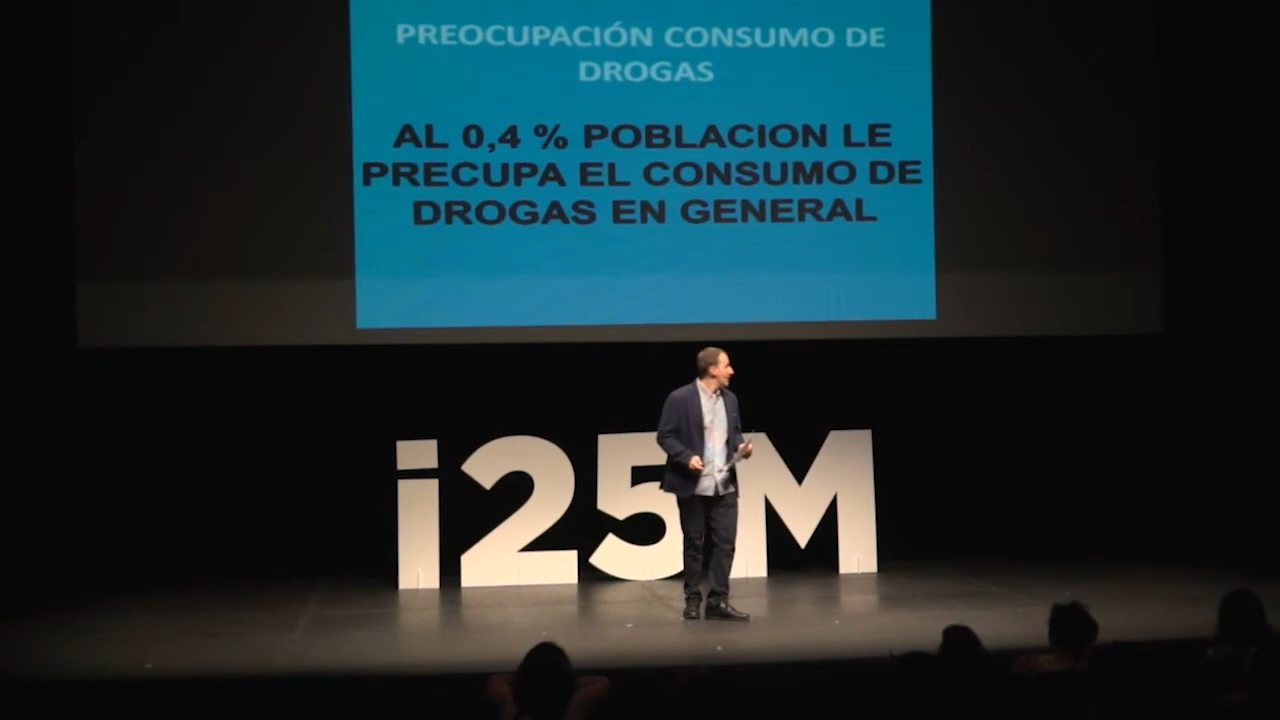 PREOCUPACIÓN CONSUMO DE
DROGAS
AL 0,4 % POBLACION LE
PRECUPA EL CONSUMO DE
DROGAS EN GENERAL
i25M